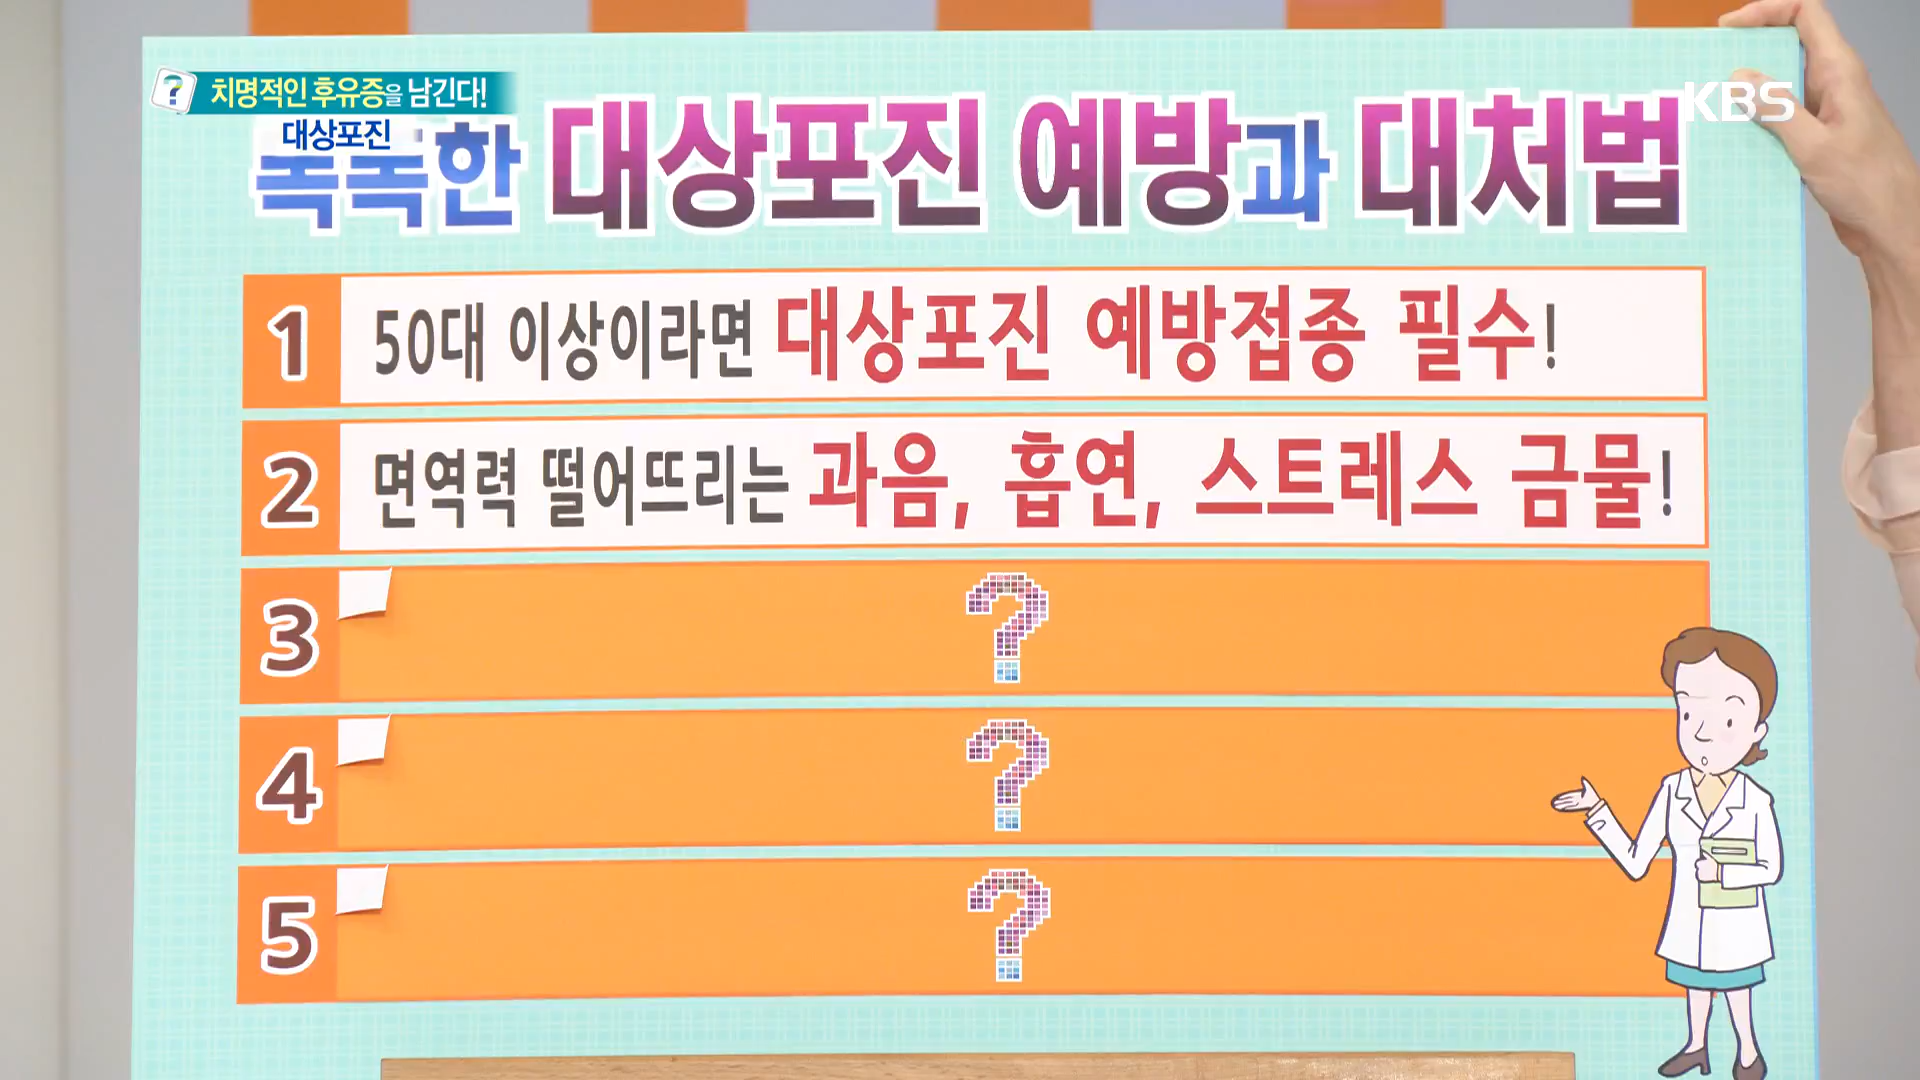 치명적인 후유증을 남긴다!
대상포진
KBS
똑똑한 대상포진 예방과 대처법
1 50대 이상이라면 대상포진 예방접종 필수!
2 면역력 떨어뜨리는 과음, 흡연, 스트레스 금물!
3 ?
4 ?
5 ?